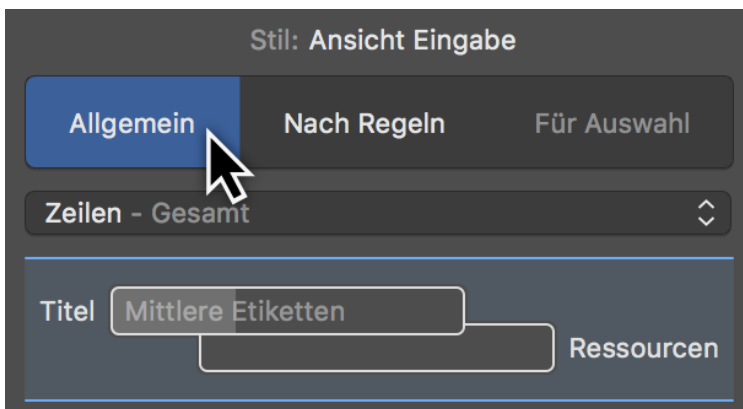 Stil: Ansicht Eingabe
Allgemein Nach Regeln Für Auswahl
Zeilen – Gesamt
Titel Mittlere Etiketten
Ressourcen